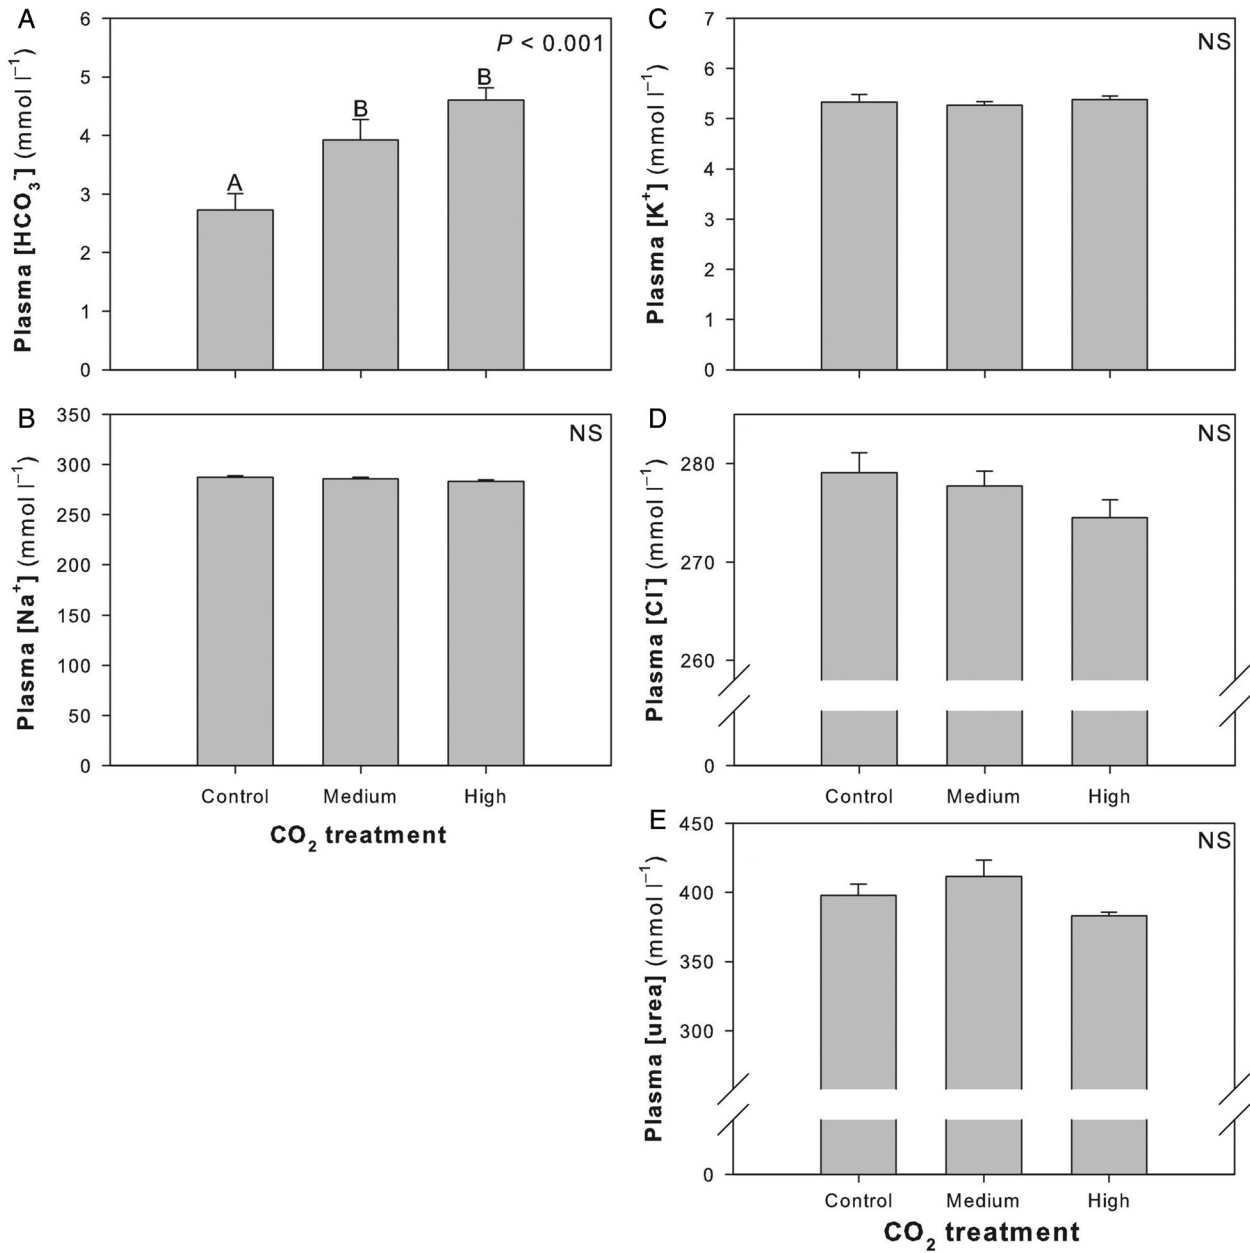 A
Plasma [HCO₃⁻] (mmol l⁻¹)
6
5
4
3
2
1
0
P < 0.001
A
B
B
B
Plasma [Na⁺] (mmol l⁻¹)
350
300
250
200
150
100
50
0
NS
Control Medium High
CO₂ treatment
C
Plasma [K⁺] (mmol l⁻¹)
7
6
5
4
3
2
1
0
NS
D
Plasma [Cl⁻] (mmol l⁻¹)
280
270
260
0
NS
Control Medium High
E
Plasma [urea] (mmol l⁻¹)
450
400
350
300
0
NS
Control Medium High
CO₂ treatment